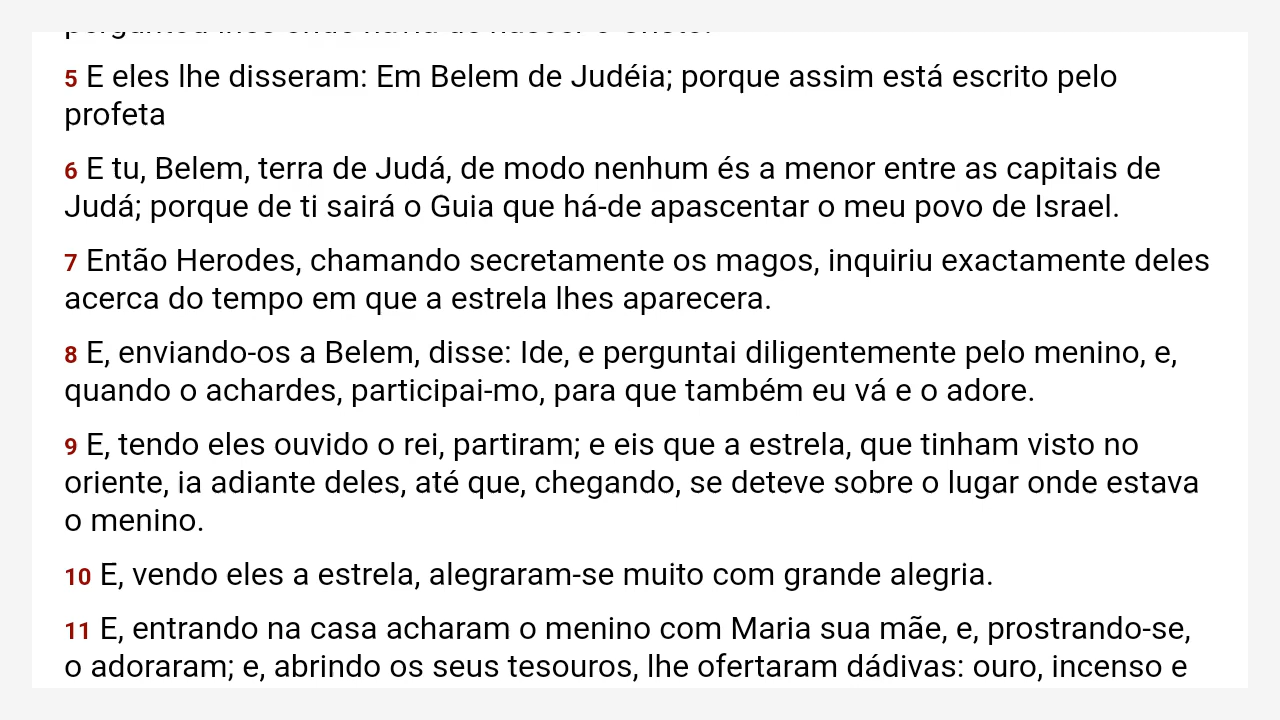 5 E eles lhe disseram: Em Belem de Judéia; porque assim está escrito pelo
profeta
6 E tu, Belem, terra de Judá, de modo nenhum és a menor entre as capitais de
Judá; porque de ti sairá o Guia que há-de apascentar o meu povo de Israel.
7 Então Herodes, chamando secretamente os magos, inquiriu exactamente deles
acerca do tempo em que a estrela lhes aparecera.
8 E, enviando-os a Belem, disse: Ide, e perguntai diligentemente pelo menino, e,
quando o achardes, participai-mo, para que também eu vá e o adore.
9 E, tendo eles ouvido o rei, partiram; e eis que a estrela, que tinham visto no
oriente, ia adiante deles, até que, chegando, se deteve sobre o lugar onde estava
o menino.
10 E, vendo eles a estrela, alegraram-se muito com grande alegria.
11 E, entrando na casa acharam o menino com Maria sua mãe, e, prostrando-se,
o adoraram; e, abrindo os seus tesouros, lhe ofertaram dádivas: ouro, incenso e